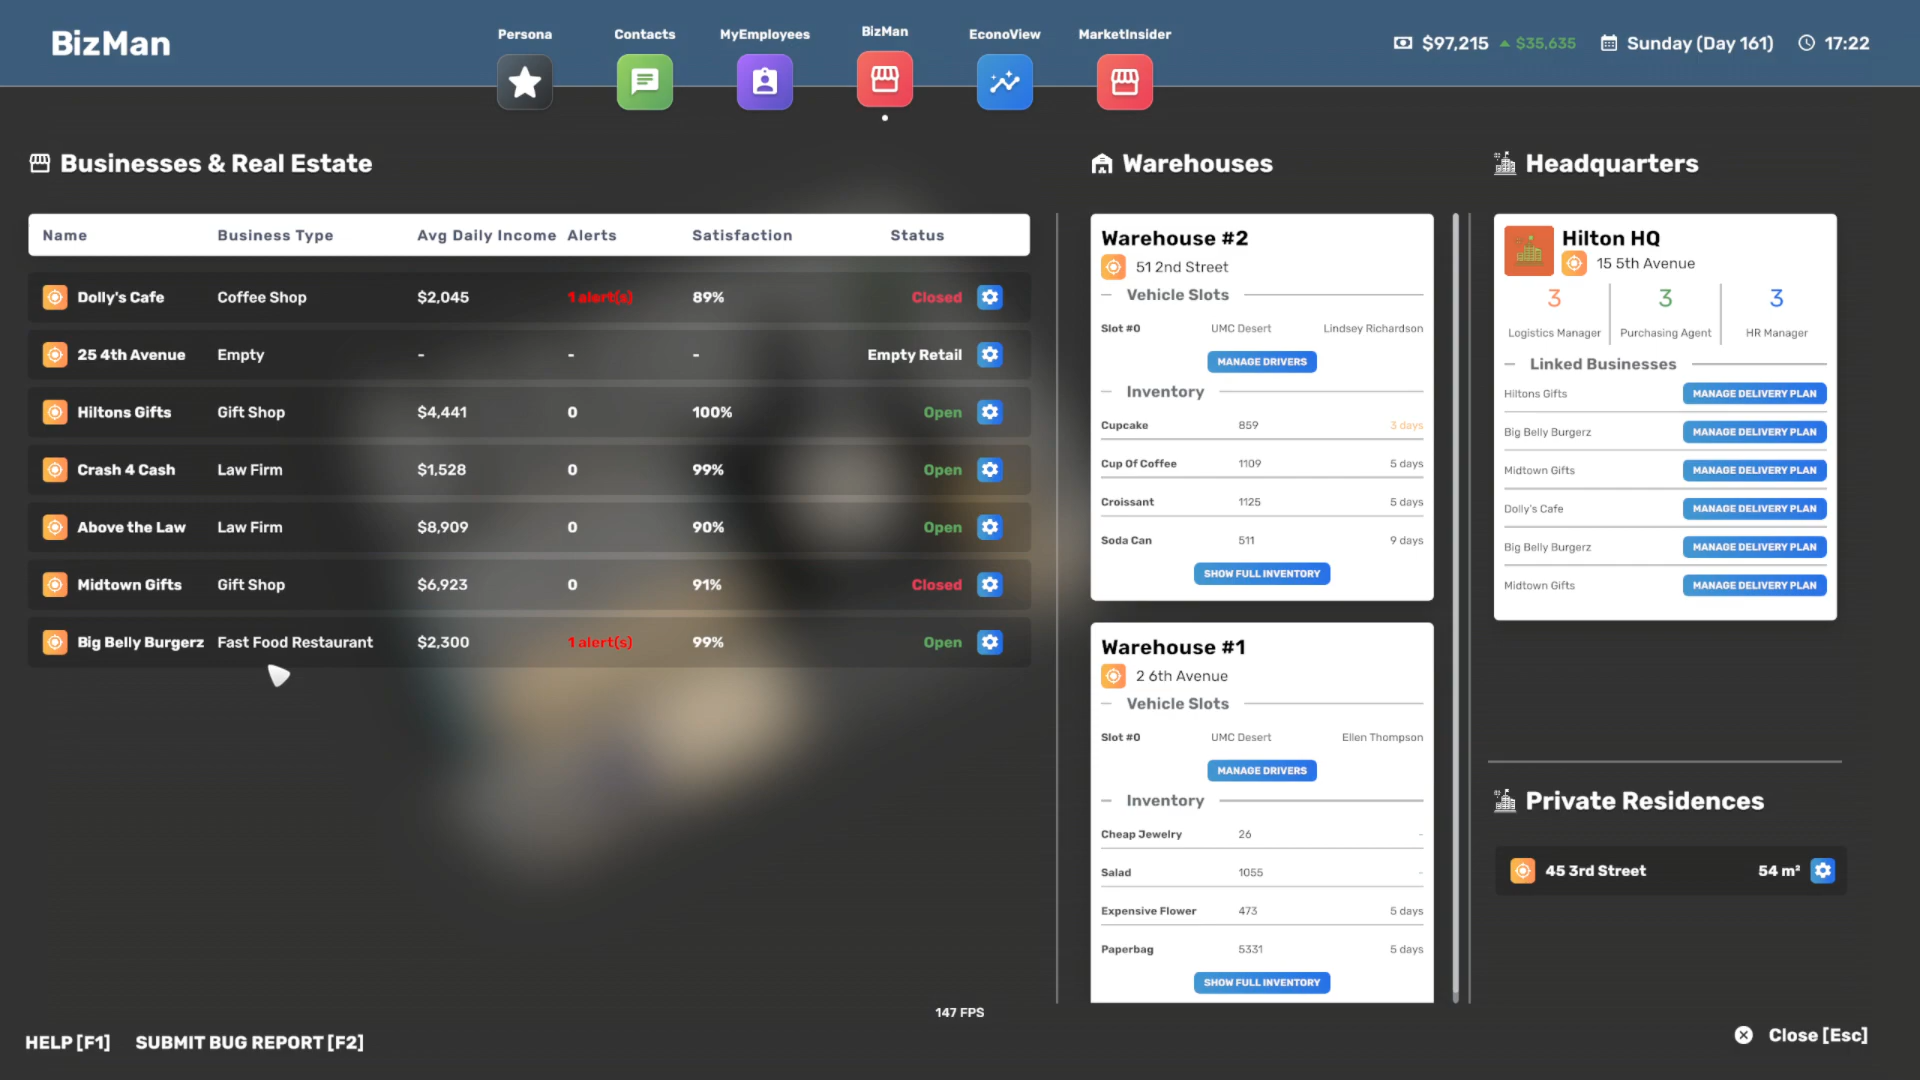 BizMan
Persona
Contacts
MyEmployees
BizMan
EconoView
MarketInsider
$97,215
$35,635
Sunday (Day 161)
17:22
Businesses & Real Estate
Name Business Type Avg Daily Income Alerts Satisfaction Status
Dolly's Cafe Coffee Shop $2,045 1 alert(s) 89% Closed
25 4th Avenue Empty - - - Empty Retail
Hiltons Gifts Gift Shop $4,441 0 100% Open
Crash 4 Cash Law Firm $1,528 0 99% Open
Above the Law Law Firm $8,909 0 90% Open
Midtown Gifts Gift Shop $6,923 0 91% Closed
Big Belly Burgerz Fast Food Restaurant $2,300 1 alert(s) 99% Open
Warehouses
Warehouse #2
51 2nd Street
Vehicle Slots
Slot #0 UMC Desert Lindsey Richardson
MANAGE DRIVERS
Inventory
Cupcake 859 3 days
Cup Of Coffee 1109 5 days
Croissant 1125 5 days
Soda Can 511 9 days
SHOW FULL INVENTORY
Warehouse #1
2 6th Avenue
Vehicle Slots
Slot #0 UMC Desert Ellen Thompson
MANAGE DRIVERS
Inventory
Cheap Jewelry 26 -
Salad 1055 -
Expensive Flower 473 5 days
Paperbag 5331 5 days
SHOW FULL INVENTORY
Headquarters
Hilton HQ
15 5th Avenue
3 3 3
Logistics Manager Purchasing Agent HR Manager
Linked Businesses
Hiltons Gifts MANAGE DELIVERY PLAN
Big Belly Burgerz MANAGE DELIVERY PLAN
Midtown Gifts MANAGE DELIVERY PLAN
Dolly's Cafe MANAGE DELIVERY PLAN
Big Belly Burgerz MANAGE DELIVERY PLAN
Midtown Gifts MANAGE DELIVERY PLAN
Private Residences
45 3rd Street 54 m²
147 FPS
HELP [F1] SUBMIT BUG REPORT [F2]
Close [Esc]